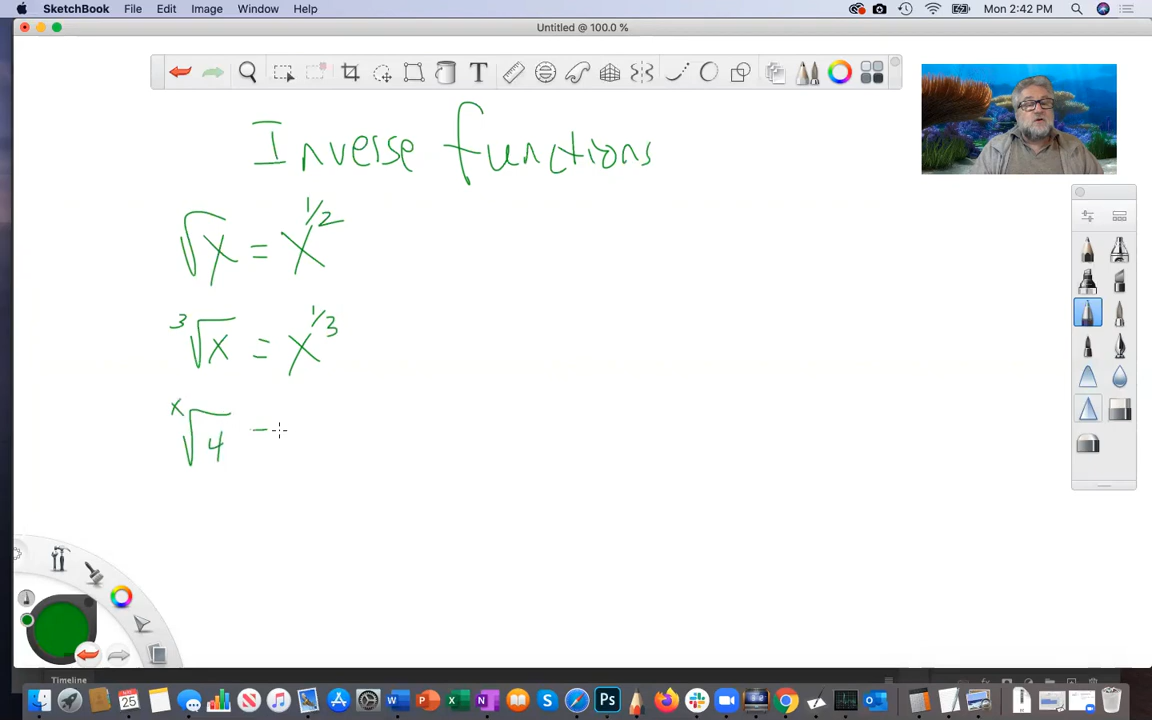 SketchBook File Edit Image Window Help Mon 2:42 PM
Untitled @ 100.0 %
Inverse functions
√x = x^1/2
³√x = x^1/3
ˣ√4 =
Timeline
25